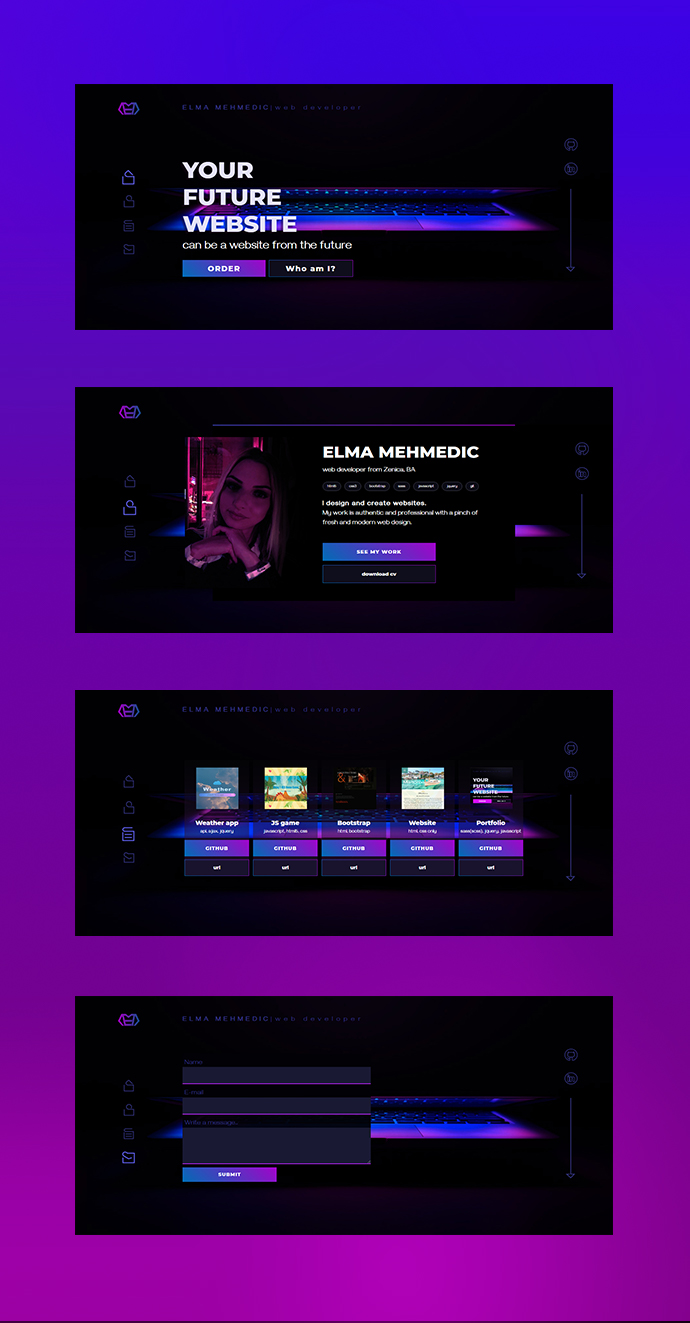 ELMA MEHMEDIC|web developer
YOUR
FUTURE
WEBSITE
can be a website from the future
ORDER
Who am I?
ELMA MEHMEDIC
web developer from Zenica, BA
html5 css3 bootstrap sass javascript jquery git
I design and create websites.
My work is authentic and professional with a pinch of
fresh and modern web design.
SEE MY WORK
download cv
ELMA MEHMEDIC|web developer
Weather
YOUR
FUTURE
WEBSITE
Weather app JS game Bootstrap Website Portfolio
api, ajax, jquery javascript, html5, css html, bootstrap html, css only sass(scss), jquery, javascript
GITHUB GITHUB GITHUB GITHUB GITHUB
url url url url url
ELMA MEHMEDIC|web developer
Name
E-mail
Write a message..
SUBMIT